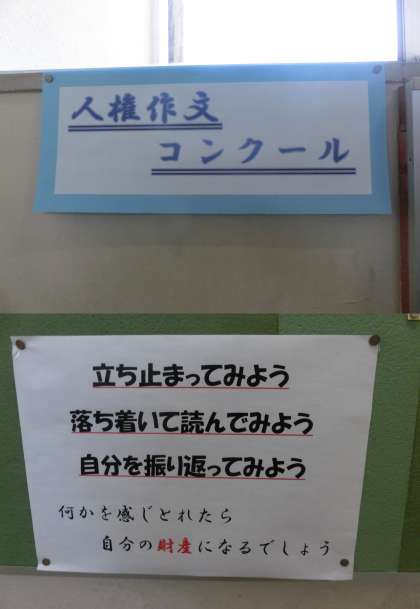 人権作文
コンクール
立ち止まってみよう
落ち着いて読んでみよう
自分を振り返ってみよう
何かを感じとれたら
自分の財産になるでしょう